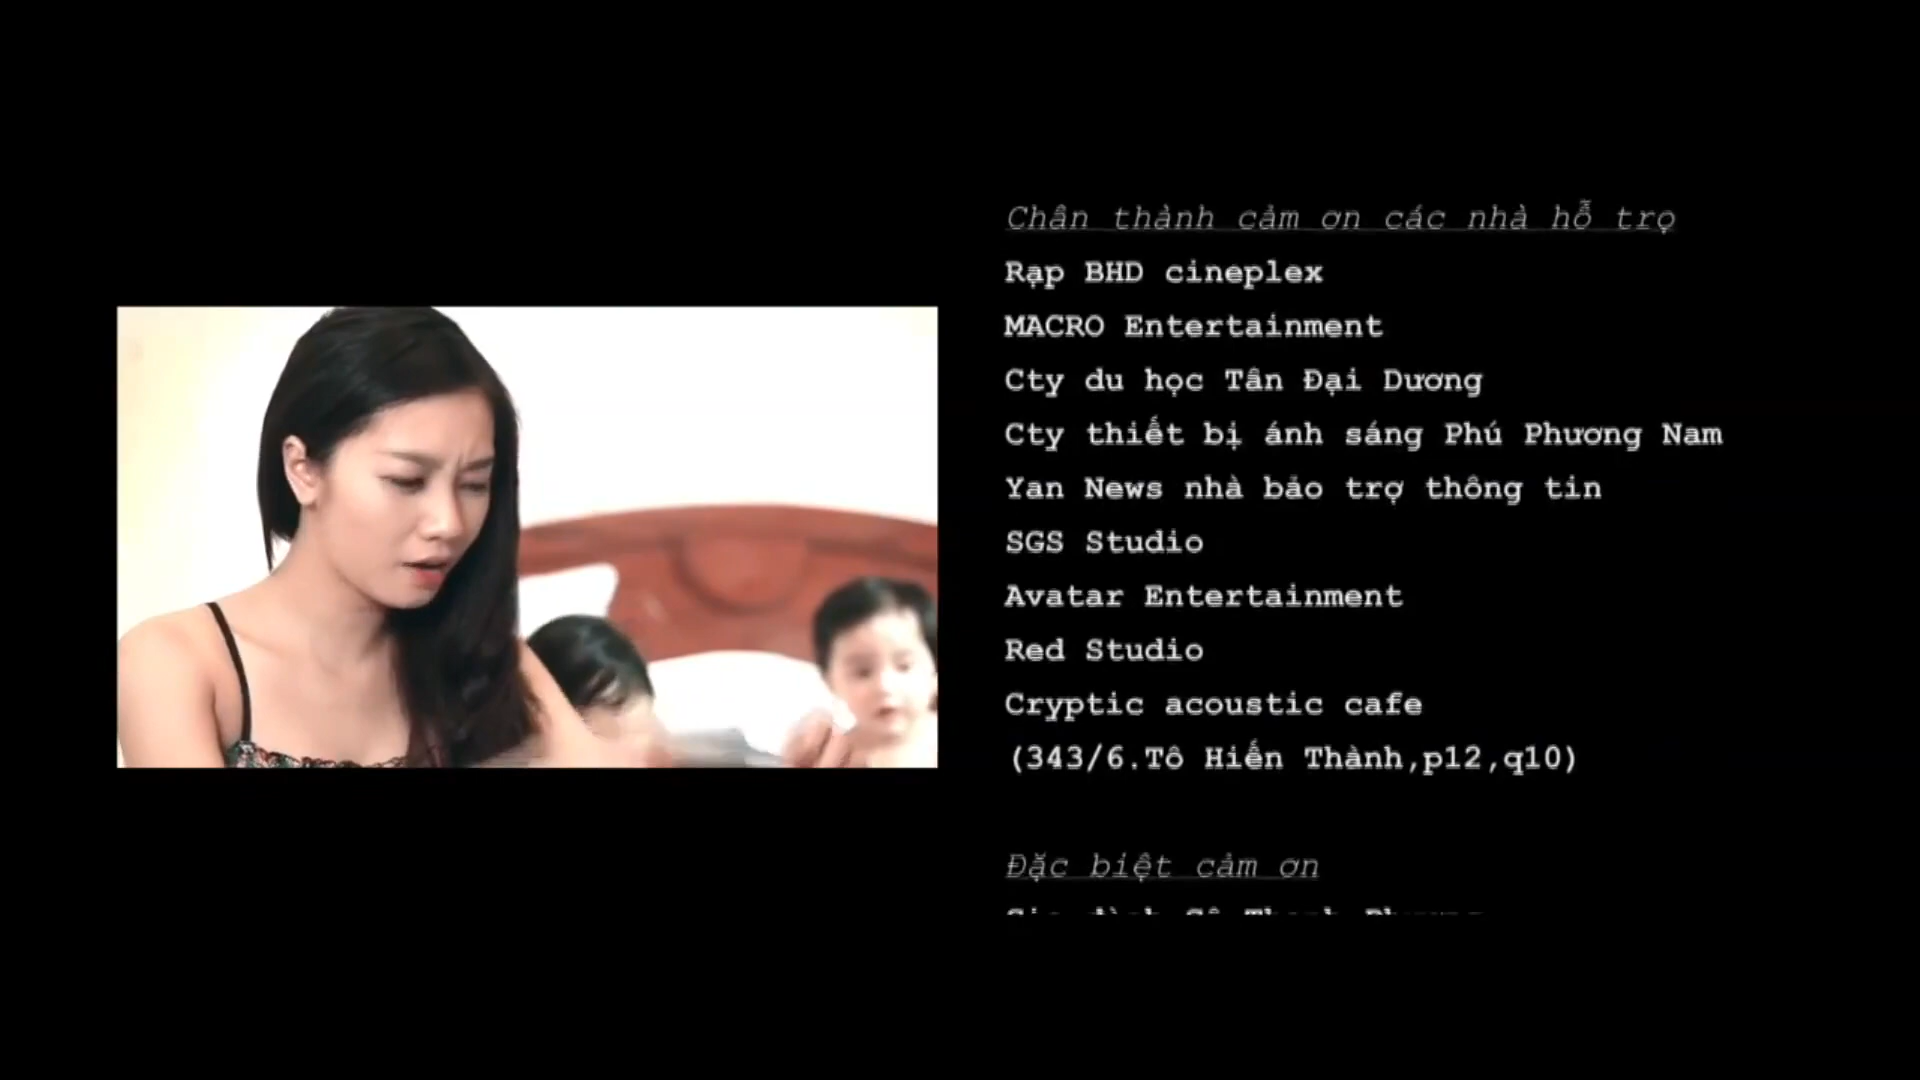 Chân thành cảm ơn các nhà hỗ trợ
Rạp BHD cineplex
MACRO Entertainment
Cty du học Tân Đại Dương
Cty thiết bị ánh sáng Phú Phương Nam
Yan News nhà bảo trợ thông tin
SGS Studio
Avatar Entertainment
Red Studio
Cryptic acoustic cafe
(343/6.Tô Hiến Thành,p12,q10)
Đặc biệt cảm ơn